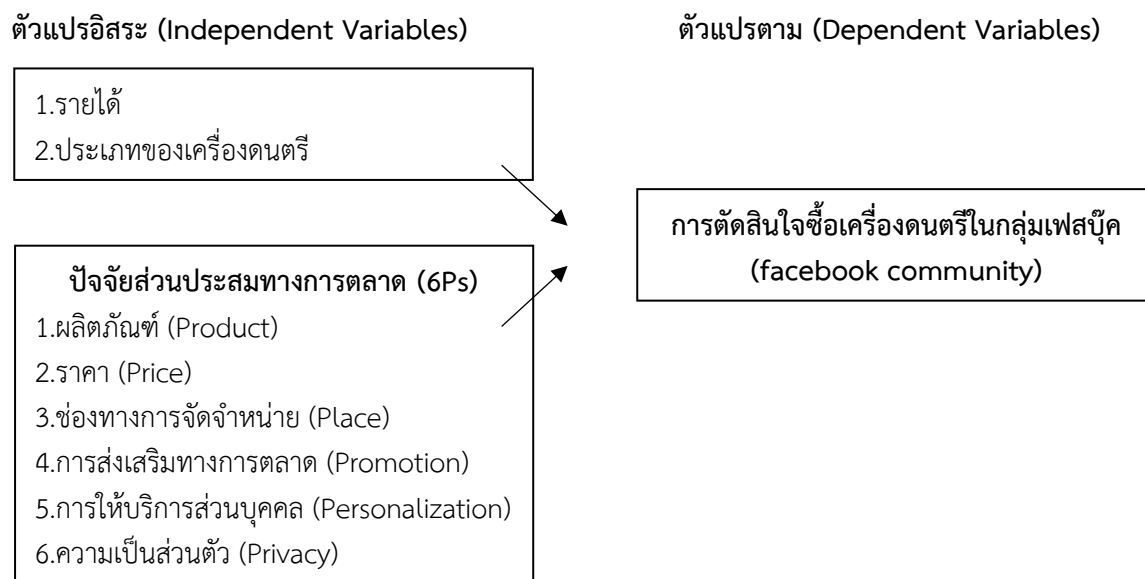 ตัวแปรอิสระ (Independent Variables)
ตัวแปรตาม (Dependent Variables)
1.รายได้
2.ประเภทของเครื่องดนตรี
การตัดสินใจซื้อเครื่องดนตรีในกลุ่มเฟสบุ๊ค
(facebook community)
ปัจจัยส่วนประสมทางการตลาด (6Ps)
1.ผลิตภัณฑ์ (Product)
2.ราคา (Price)
3.ช่องทางการจัดจำหน่าย (Place)
4.การส่งเสริมทางการตลาด (Promotion)
5.การให้บริการส่วนบุคคล (Personalization)
6.ความเป็นส่วนตัว (Privacy)